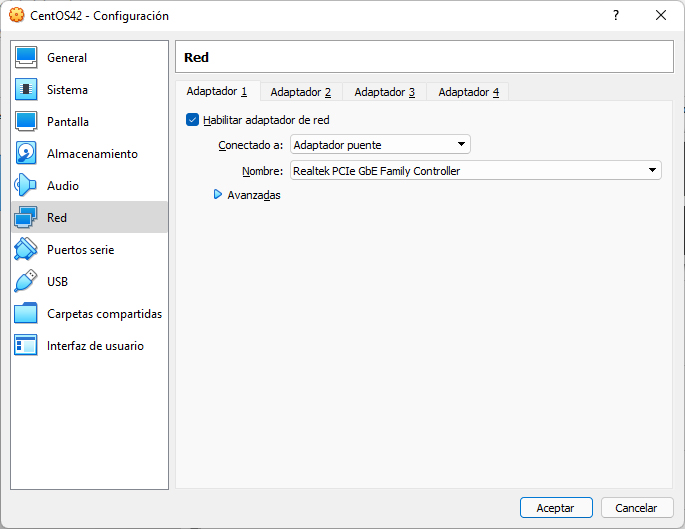 CentOS42 - Configuración
?
General
Sistema
Pantalla
Almacenamiento
Audio
Red
Puertos serie
USB
Carpetas compartidas
Interfaz de usuario
Red
Adaptador 1 Adaptador 2 Adaptador 3 Adaptador 4
Habilitar adaptador de red
Conectado a: Adaptador puente
Nombre: Realtek PCIe GbE Family Controller
Avanzadas
Aceptar Cancelar